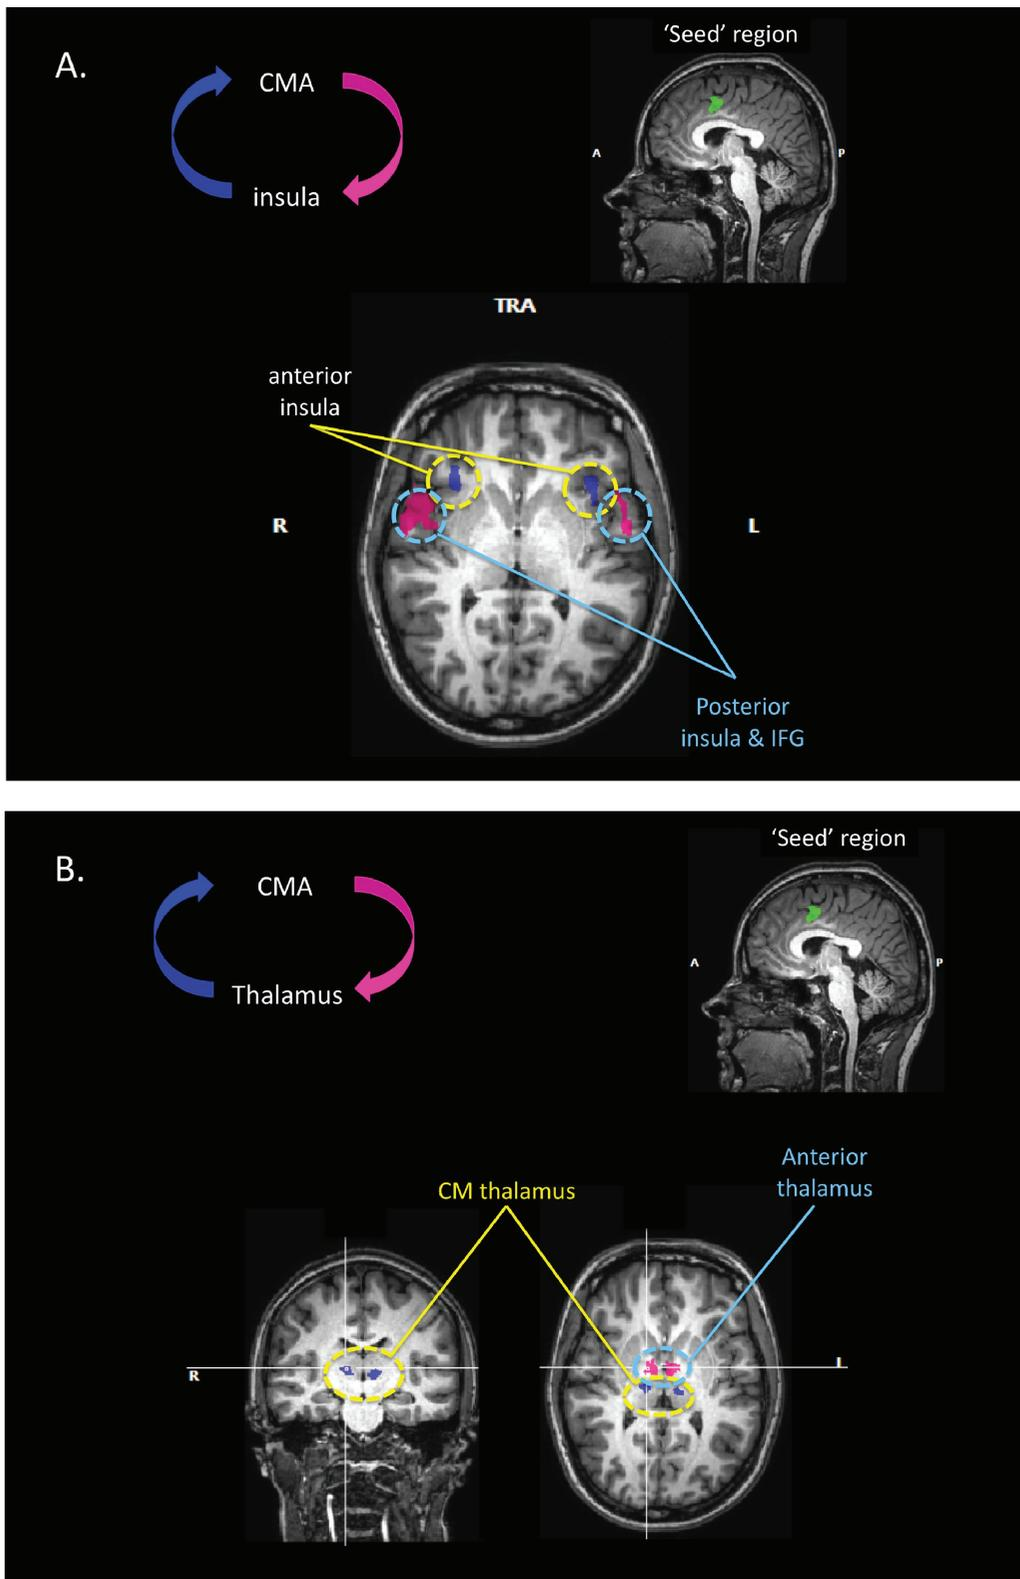 A.
CMA
insula
‘Seed’ region
A
P
TRA
anterior
insula
R
L
Posterior
insula & IFG
B.
CMA
Thalamus
‘Seed’ region
A
P
CM thalamus
Anterior
thalamus
R
L